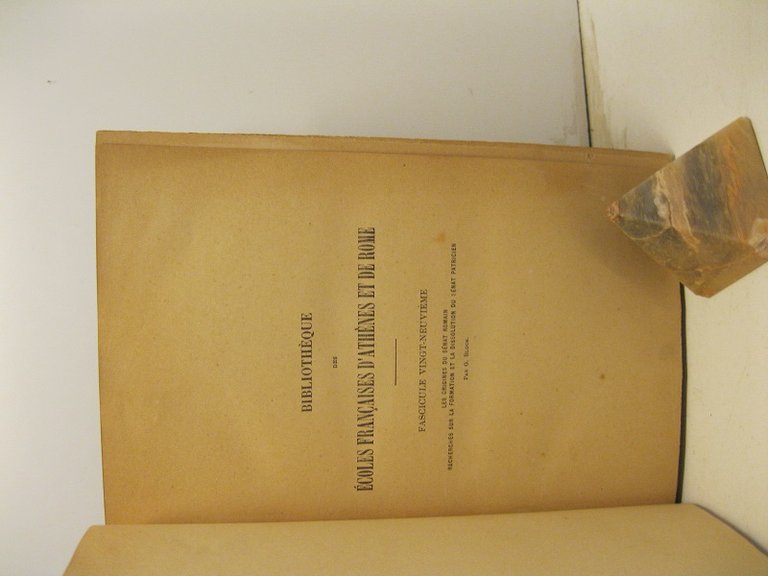 BIBLIOTHÈQUE
DES
ÉCOLES FRANÇAISES D'ATHÈNES ET DE ROME
FASCICULE VINGT-NEUVIÈME
LES ORIGINES DU SÉNAT ROMAIN
RECHERCHES SUR LA FORMATION ET LA DISSOLUTION DU SÉNAT PATRICIEN
PAR G. BLOCH.